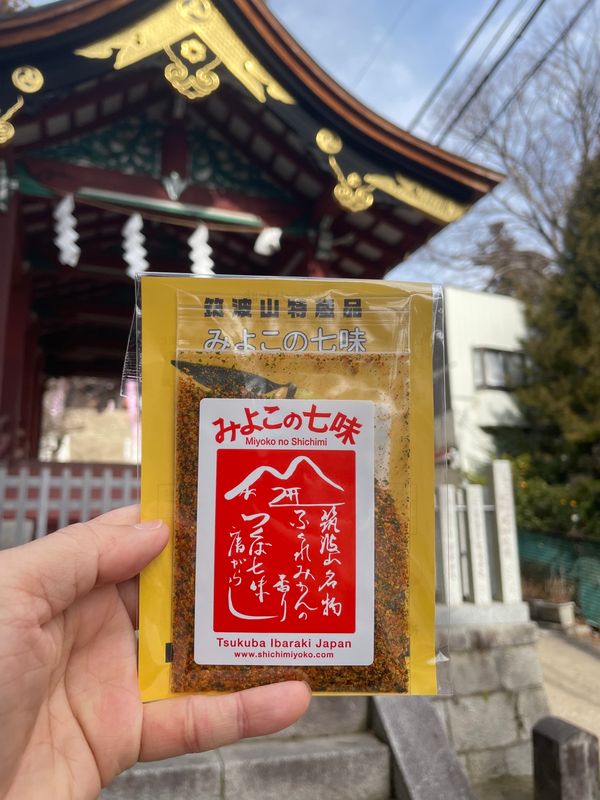 筑波山特産品
みよこの七味
みよこの七味
Miyoko no Shichimi
筑波山名物
ふくれみかんの
香り
つくば七味
唐がらし
Tsukuba Ibaraki Japan
www.shichimiyoko.com